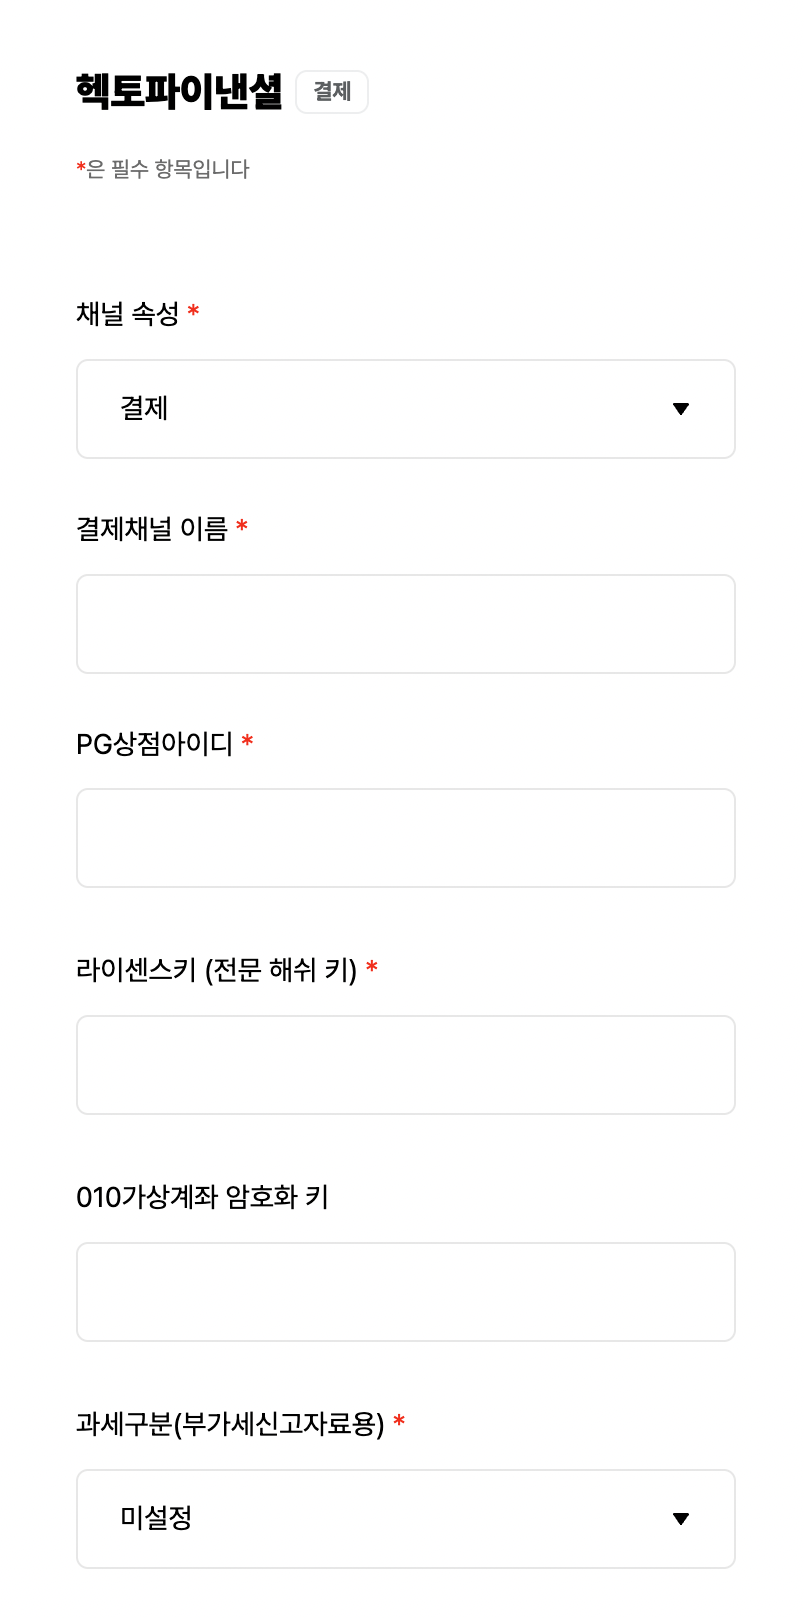 헥토파이낸셜 결제
*은 필수 항목입니다
채널 속성 *
결제
결제채널 이름 *
PG상점아이디 *
라이센스키 (전문 해쉬 키) *
010가상계좌 암호화 키
과세구분(부가세신고자료용) *
미설정